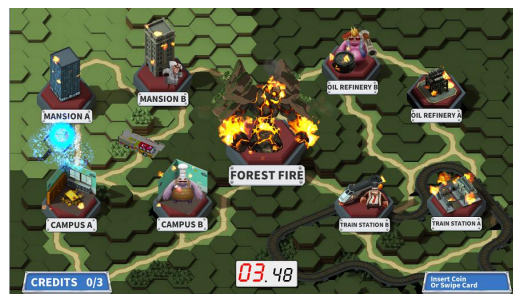 MANSION A
MANSION B
OIL REFINERY B
OIL REFINERY A
FOREST FIRE
CAMPUS A
CAMPUS B
TRAIN STATION B
TRAIN STATION A
CREDITS 0/3
03.48
Insert Coin
Or Swipe Card